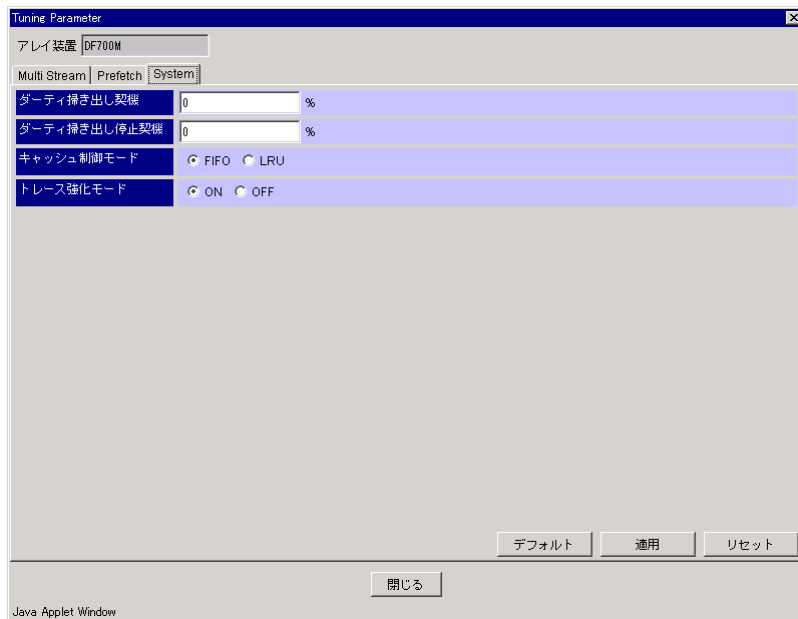 Tuning Parameter
アレイ装置 DF700M
Multi Stream Prefetch System
ダーティ掃き出し契機 0 %
ダーティ掃き出し停止契機 0 %
キャッシュ制御モード FIFO LRU
トレース強化モード ON OFF
デフォルト 適用 リセット
閉じる
Java Applet Window